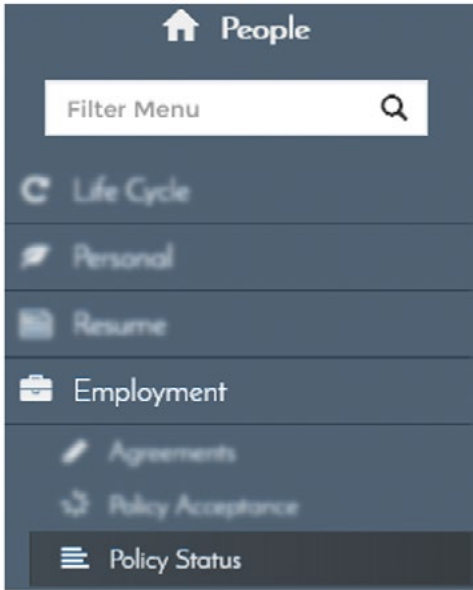 People
Filter Menu
Life Cycle
Personal
Resume
Employment
Agreements
Policy Acceptance
Policy Status